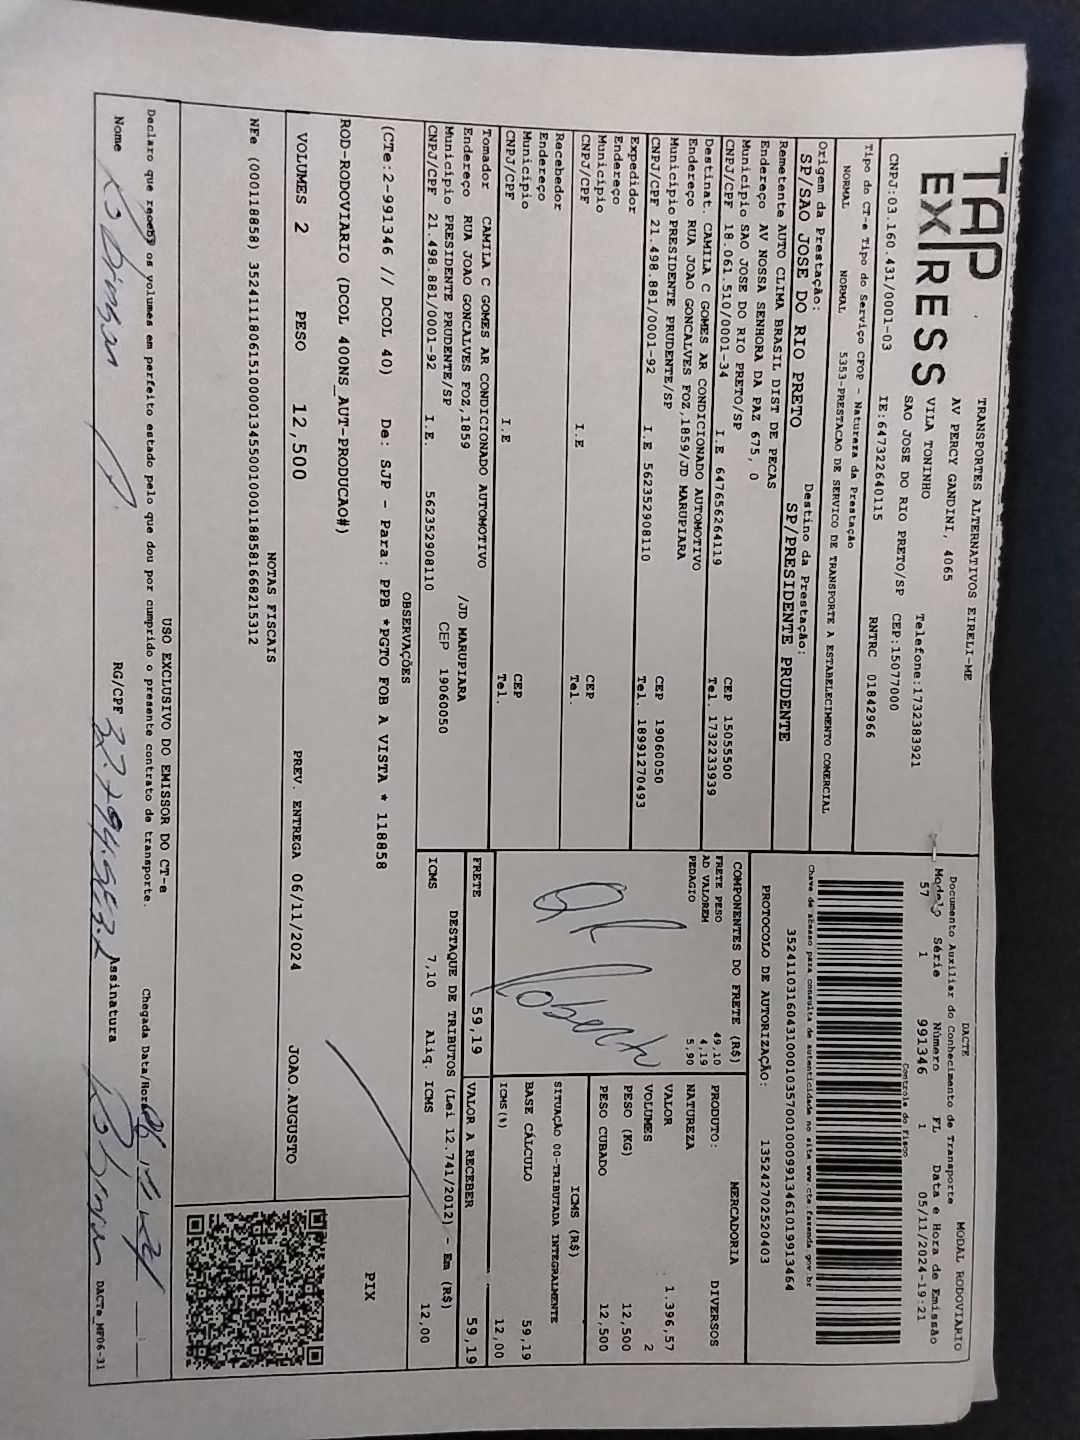 TAP
EXPRESS
TRANSPORTES ALTERNATIVOS EIRELI-ME
AV PERCY GANDINI, 4065
VILA TONINHO Telefone:1732383921
SAO JOSE DO RIO PRETO/SP CEP:15077000
CNPJ:03.160.431/0001-03 IE:647322640115 RNTRC 01842966
DACTE MODAL RODOVIARIO
Documento Auxiliar do Conhecimento de Transporte
Modelo Série Número FL Data e Hora de Emissão
57 1 991346 1 05/11/2024-19:21
Controle do Fisco
Chave de acesso para consulta de autenticidade no site www.cte.fazenda.gov.br
35241103160431000103570010009913461019913464
PROTOCOLO DE AUTORIZAÇÃO: 135242702520403
Tipo do CT-e Tipo do Serviço CFOP - Natureza da Prestação
NORMAL NORMAL 5353-PRESTACAO DE SERVICO DE TRANSPORTE A ESTABELECIMENTO COMERCIAL
Origem da Prestação: Destino da Prestação:
SP/SAO JOSE DO RIO PRETO SP/PRESIDENTE PRUDENTE
Remetente AUTO CLIMA BRASIL DIST DE PECAS
Endereço AV NOSSA SENHORA DA PAZ 675, 0
Município SAO JOSE DO RIO PRETO/SP CEP 15055500
CNPJ/CPF 18.061.510/0001-34 I.E 647656264119 Tel. 1732233939
Destinat. CAMILA C GOMES AR CONDICIONADO AUTOMOTIVO
Endereço RUA JOAO GONCALVES FOZ,1859/JD MARUPIARA
Município PRESIDENTE PRUDENTE/SP CEP 19060050
CNPJ/CPF 21.498.881/0001-92 I.E 562352908110 Tel. 18991270493
Expedidor
Endereço
Município CEP
CNPJ/CPF I.E Tel.
Recebedor
Endereço
Município CEP
CNPJ/CPF I.E Tel.
Tomador CAMILA C GOMES AR CONDICIONADO AUTOMOTIVO
Endereço RUA JOAO GONCALVES FOZ,1859 /JD MARUPIARA
Município PRESIDENTE PRUDENTE/SP CEP 19060050
CNPJ/CPF 21.498.881/0001-92 I.E. 562352908110
COMPONENTES DO FRETE (R$)
FRETE PESO 49,10
AD VALOREM 4,19
PEDAGIO 5,90
Roberto
FRETE 59,19
MERCADORIA
PRODUTO: DIVERSOS
NATUREZA
VALOR 1.396,57
VOLUMES 2
PESO (KG) 12,500
PESO CUBADO 12,500
ICMS (R$)
SITUAÇÃO 00-TRIBUTADA INTEGRALMENTE
BASE CÁLCULO 59,19
ICMS(%) 12,00
VALOR A RECEBER 59,19
DESTAQUE DE TRIBUTOS (Lei 12.741/2012) - Em (R$)
ICMS 7,10 Aliq. ICMS 12,00
OBSERVAÇÕES
(CTe.2-991346 // DCOL 40) De: SJP - Para: PPB *PGTO FOB A VISTA * 118858
ROD-RODOVIARIO (DCOL 400NS_AUT-PRODUCAO#)
PIX
VOLUMES 2 PESO 12,500 PREV. ENTREGA 06/11/2024 JOAO.AUGUSTO
NOTAS FISCAIS
NFe (000118858) 35241118061510000134550010001188581668215312
USO EXCLUSIVO DO EMISSOR DO CT-e
Declaro que recebi os volumes em perfeito estado pelo que dou por cumprido o presente contrato de transporte. Chegada Data/Hora
Nome RG/CPF Assinatura
DACTe_MP06-31